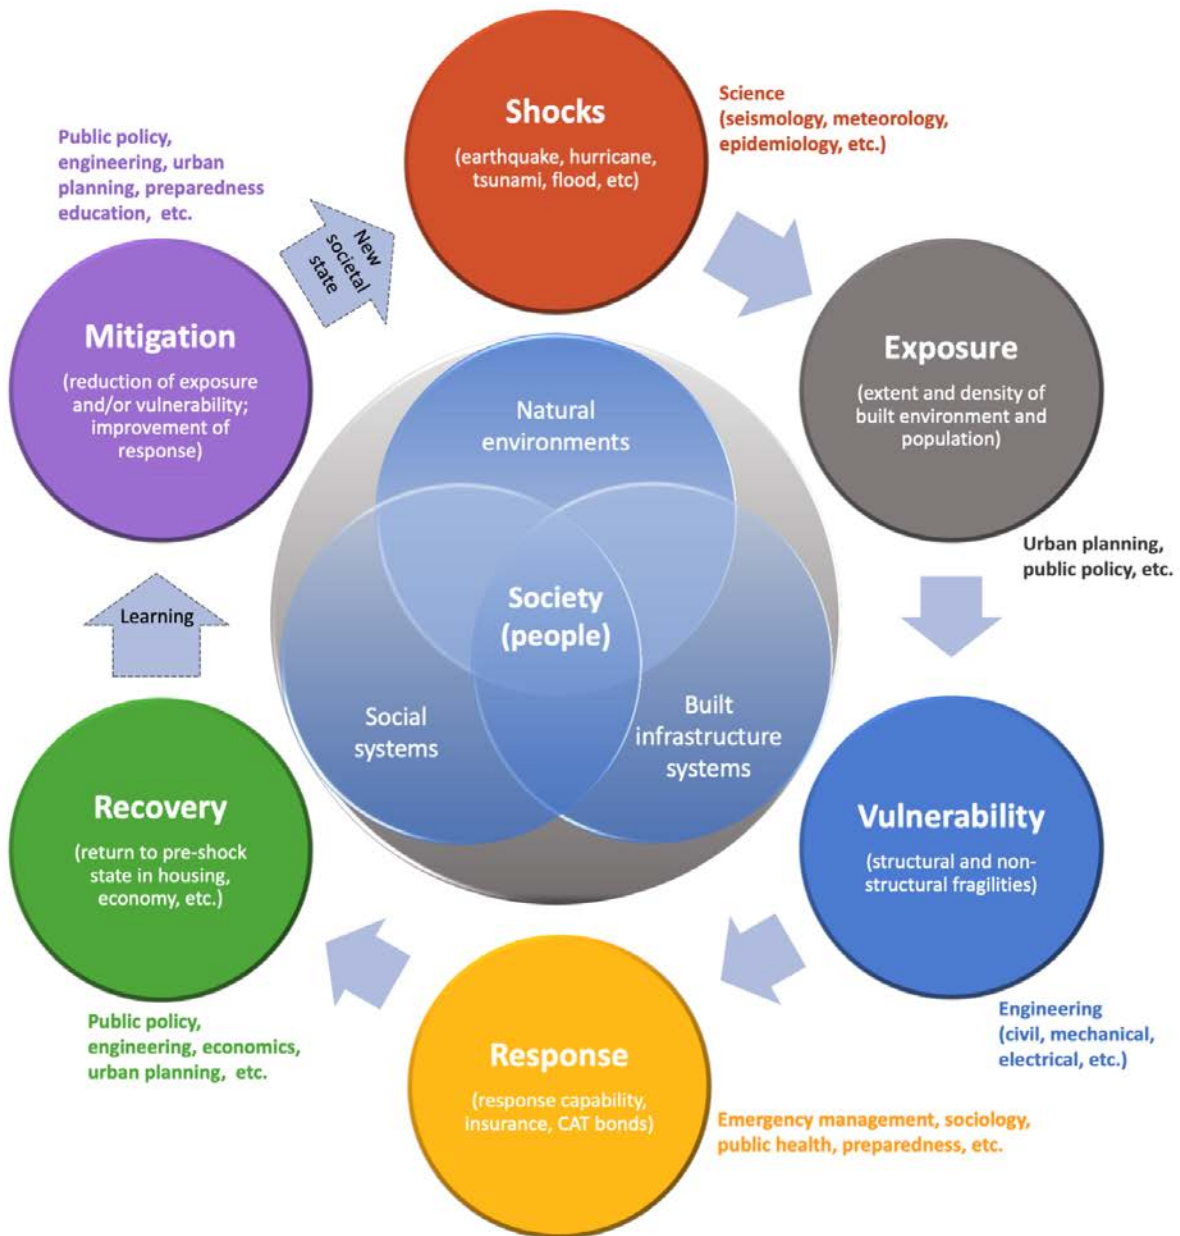 Shocks
(earthquake, hurricane,
tsunami, flood, etc)
Science
(seismology, meteorology,
epidemiology, etc.)
Exposure
(extent and density of
built environment and
population)
Urban planning,
public policy, etc.
Vulnerability
(structural and non-
structural fragilities)
Engineering
(civil, mechanical,
electrical, etc.)
Response
(response capability,
insurance, CAT bonds)
Emergency management, sociology,
public health, preparedness, etc.
Recovery
(return to pre-shock
state in housing,
economy, etc.)
Public policy,
engineering, economics,
urban planning, etc.
Learning
Mitigation
(reduction of exposure
and/or vulnerability;
improvement of
response)
Public policy,
engineering, urban
planning, preparedness
education, etc.
New
societal
state
Natural
environments
Society
(people)
Social
systems
Built
infrastructure
systems